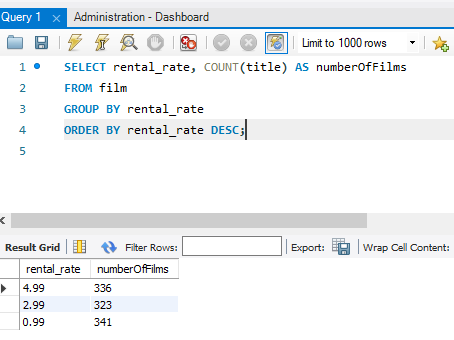 Query 1 × Administration - Dashboard
Limit to 1000 rows
1 SELECT rental_rate, COUNT(title) AS numberOfFilms
2 FROM film
3 GROUP BY rental_rate
4 ORDER BY rental_rate DESC;
5
Result Grid Filter Rows: Export: Wrap Cell Content:
rental_rate numberOfFilms
4.99 336
2.99 323
0.99 341